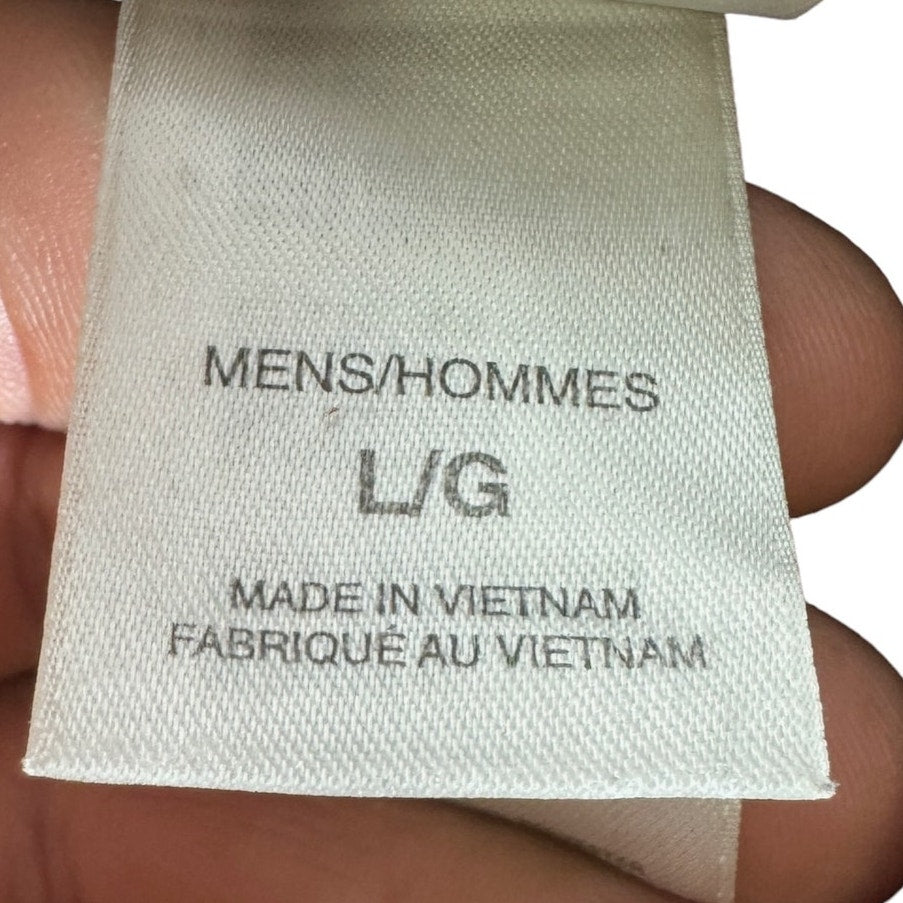 MENS/HOMMES
L/G
MADE IN VIETNAM
FABRIQUÉ AU VIETNAM